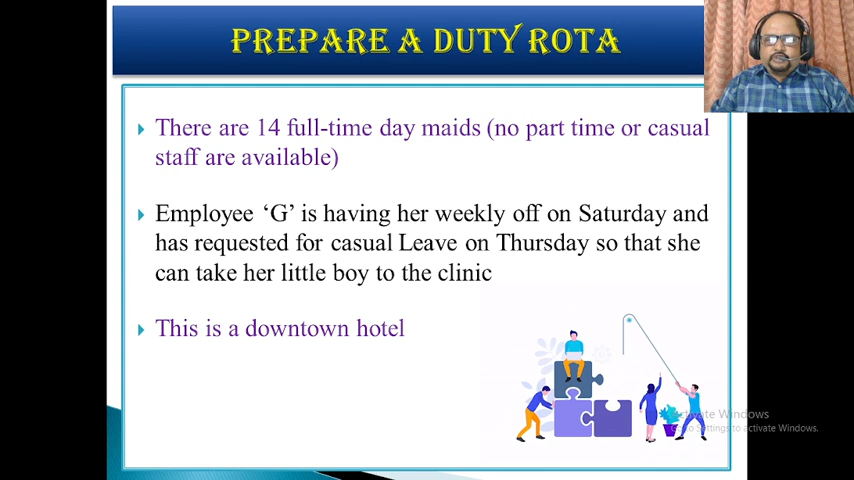 PREPARE A DUTY ROTA
There are 14 full-time day maids (no part time or casual
staff are available)
Employee ‘G’ is having her weekly off on Saturday and
has requested for casual Leave on Thursday so that she
can take her little boy to the clinic
This is a downtown hotel
Activate Windows
Go to Settings to activate Windows.